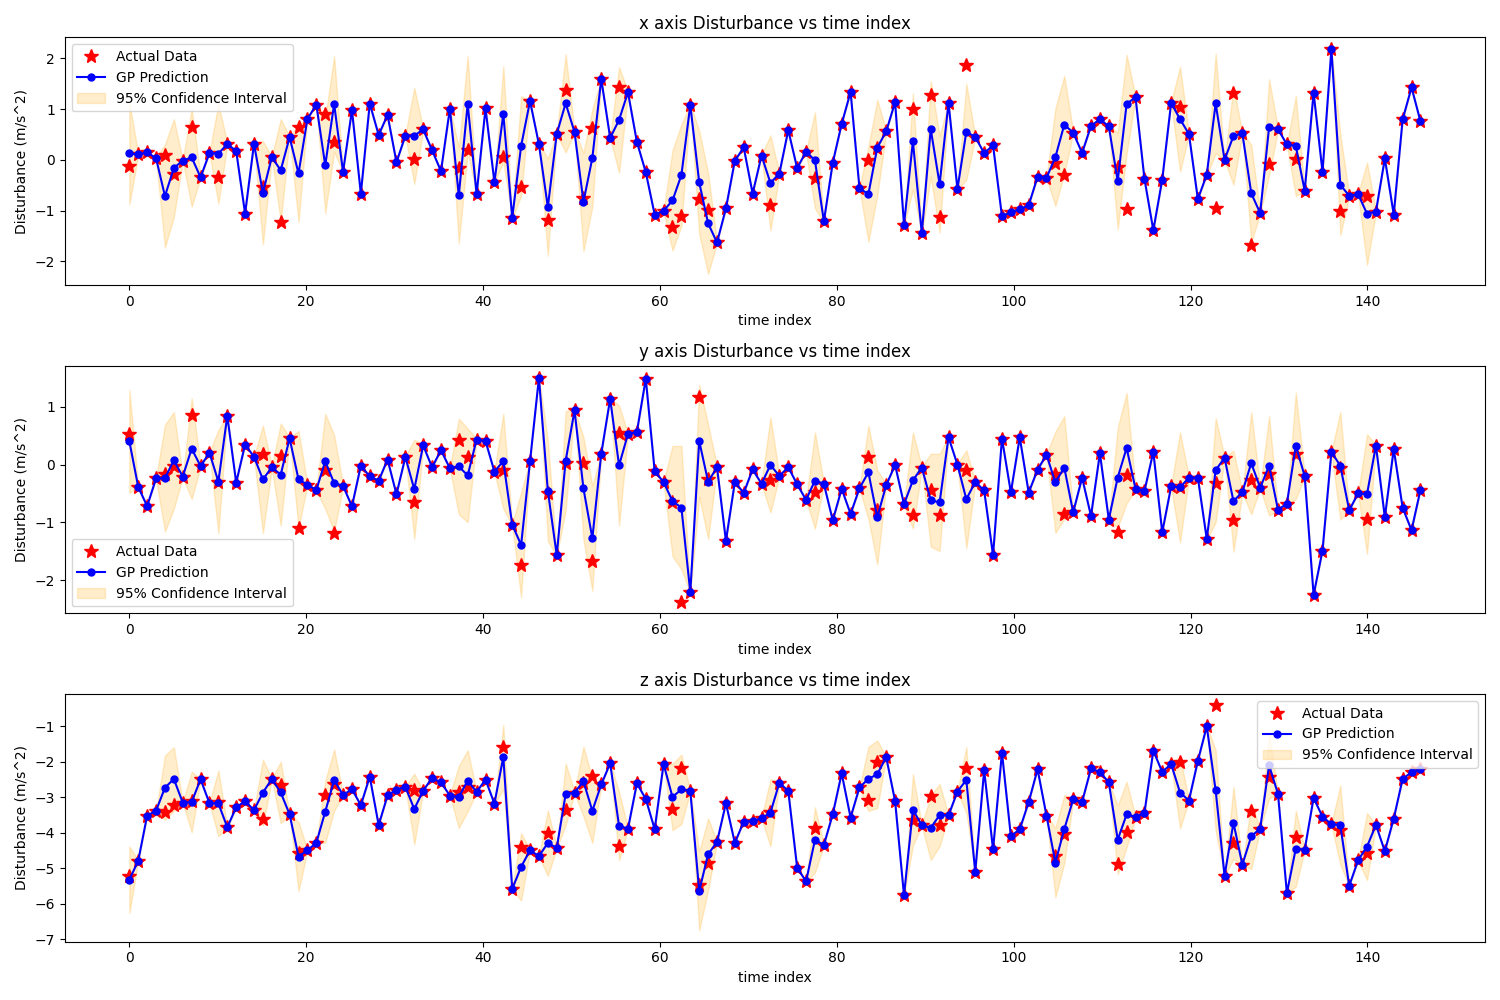 x axis Disturbance vs time index
Disturbance (m/s^2)
2
1
0
−1
−2
Actual Data
GP Prediction
95% Confidence Interval
0 20 40 60 80 100 120 140
time index
y axis Disturbance vs time index
Disturbance (m/s^2)
1
0
−1
−2
Actual Data
GP Prediction
95% Confidence Interval
0 20 40 60 80 100 120 140
time index
z axis Disturbance vs time index
Disturbance (m/s^2)
−1
−2
−3
−4
−5
−6
−7
Actual Data
GP Prediction
95% Confidence Interval
0 20 40 60 80 100 120 140
time index